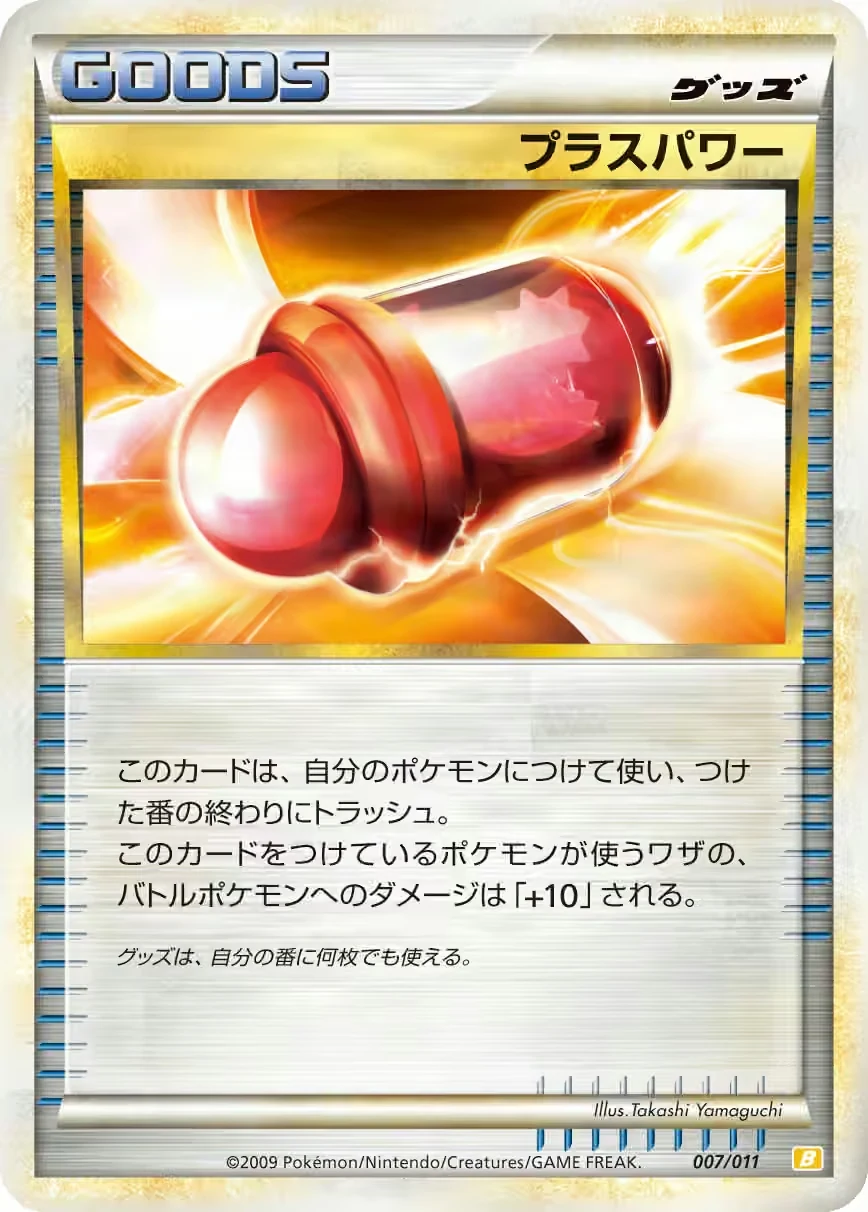 GOODS
グッズ
プラスパワー
このカードは、自分のポケモンにつけて使い、つけ
た番の終わりにトラッシュ。
このカードをつけているポケモンが使うワザの、
バトルポケモンへのダメージは「+10」される。
グッズは、自分の番に何枚でも使える。
Illus.Takashi Yamaguchi
©2009 Pokémon/Nintendo/Creatures/GAME FREAK.
007/011
B